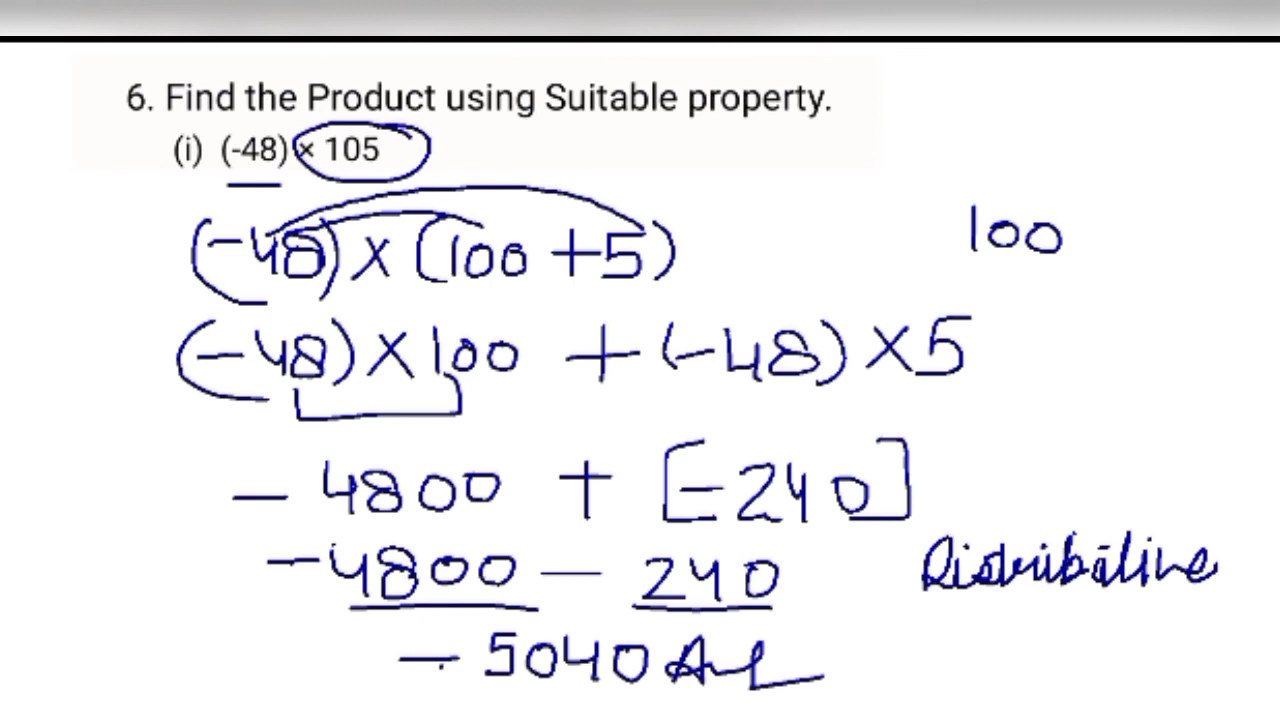 6. Find the Product using Suitable property.
(i) (-48) × 105
(-48) × (100 + 5)
100
(-48) × 100 + (-48) × 5
- 4800 + [-240]
- 4800 - 240
Distributive
- 5040 Ans